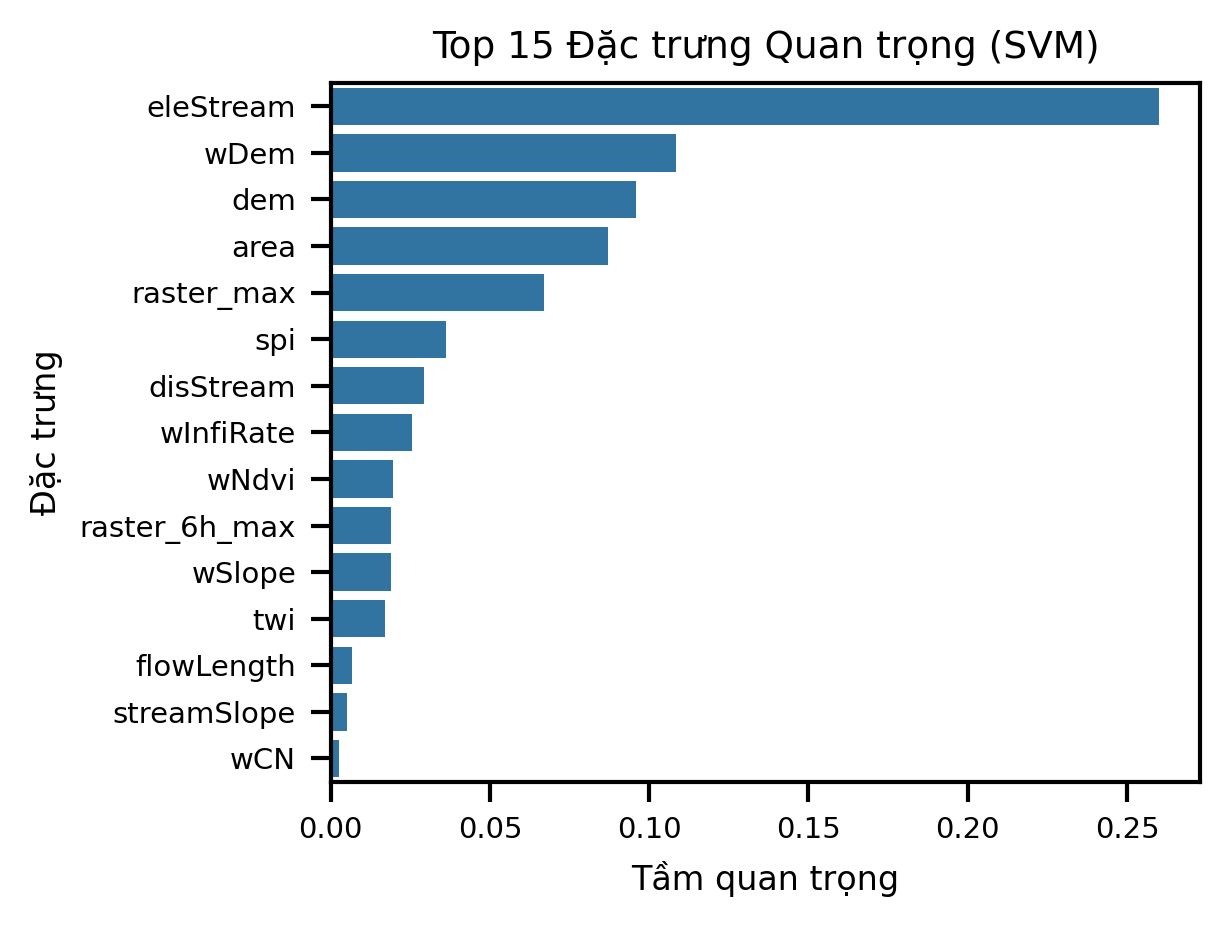 Top 15 Đặc trưng Quan trọng (SVM)
Đặc trưng
eleStream
wDem
dem
area
raster_max
spi
disStream
wInfiRate
wNdvi
raster_6h_max
wSlope
twi
flowLength
streamSlope
wCN
0.00 0.05 0.10 0.15 0.20 0.25
Tầm quan trọng